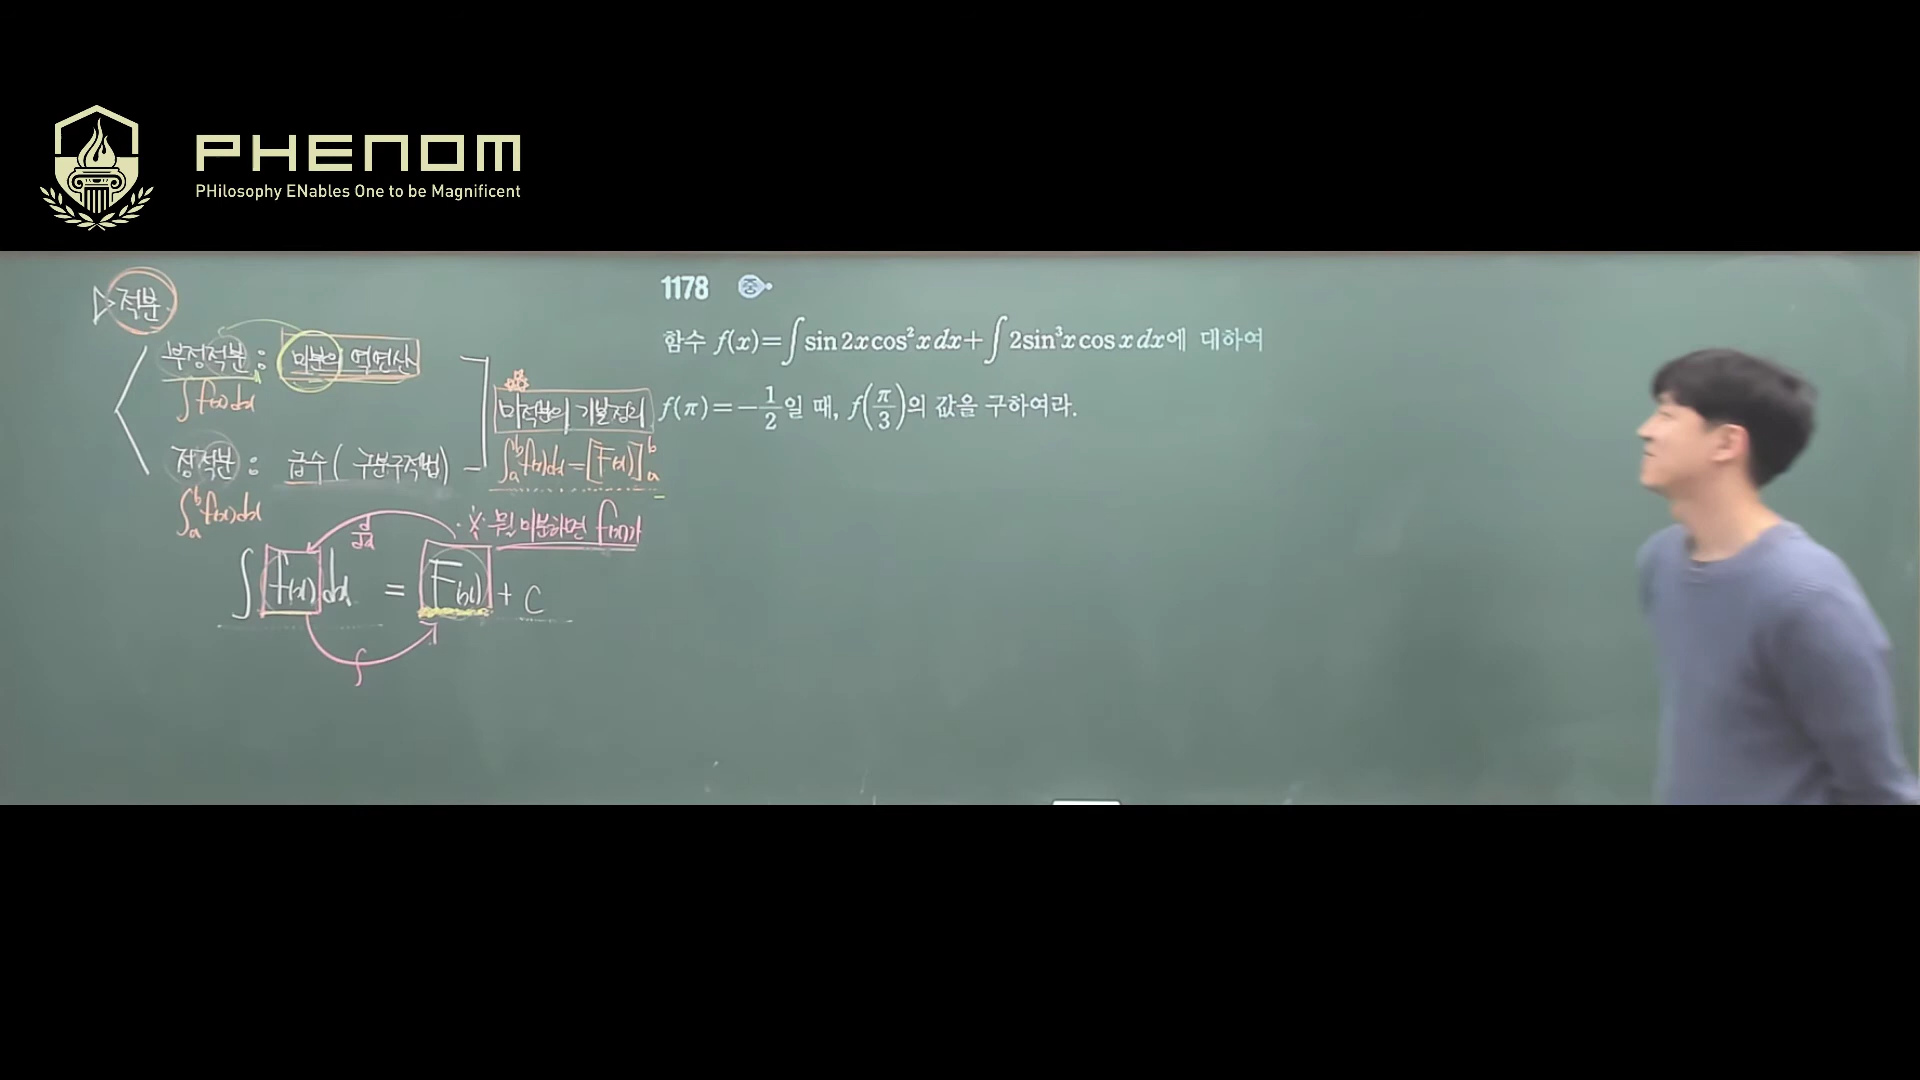 PHENOM
PHilosophy ENables One to be Magnificent
▷적분.
부정적분 : 미분의 역연산
∫f(x)dx
정적분 : 급수 ( 구분구적법)
∫ₐᵇf(x)dx
미적분의 기본정리
∫ₐᵇf(x)dx=[F(x)]ₐᵇ
※ 뭘 미분하면 f(x)가
d/dx
∫f(x)dx = F(x) + C
∫
1178 중
함수 f(x)=∫sin 2x cos²x dx+∫2sin³x cos x dx에 대하여
f(π)=-1/2일 때, f(π/3)의 값을 구하여라.